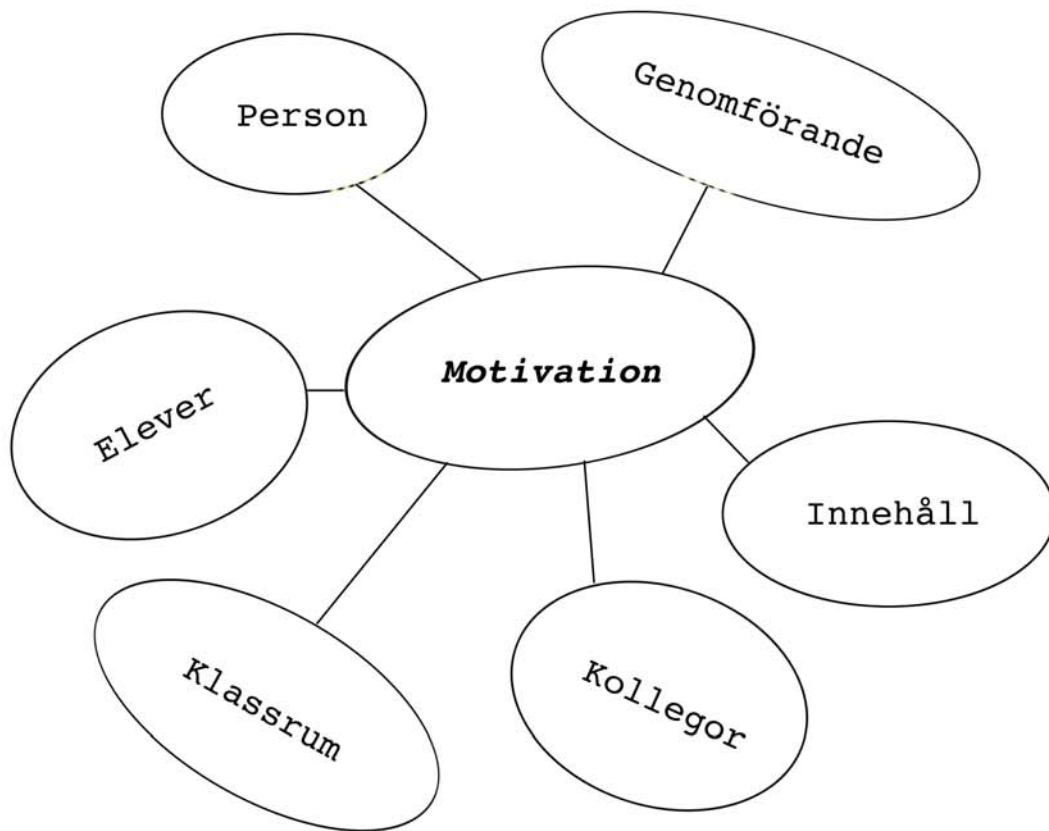 Person
Genomförande
Motivation
Elever
Innehåll
Klassrum
Kollegor